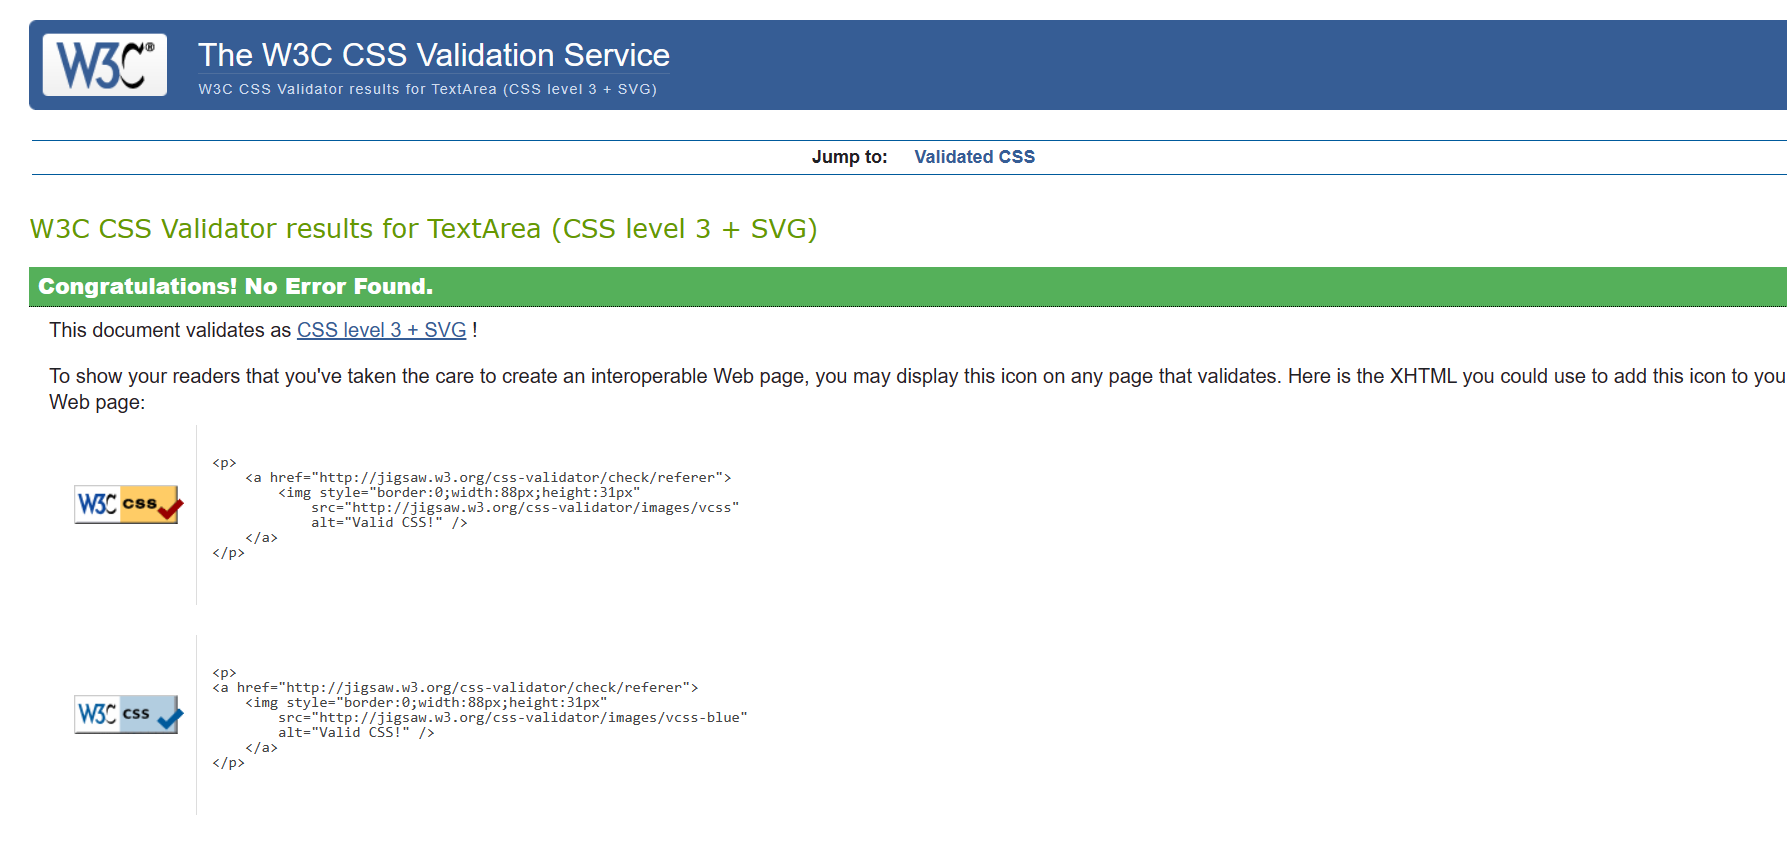 W3C®
The W3C CSS Validation Service
W3C CSS Validator results for TextArea (CSS level 3 + SVG)
Jump to: Validated CSS
W3C CSS Validator results for TextArea (CSS level 3 + SVG)
Congratulations! No Error Found.
This document validates as CSS level 3 + SVG !
To show your readers that you've taken the care to create an interoperable Web page, you may display this icon on any page that validates. Here is the XHTML you could use to add this icon to you
Web page:
W3C css
<p>
<a href="http://jigsaw.w3.org/css-validator/check/referer">
<img style="border:0;width:88px;height:31px"
src="http://jigsaw.w3.org/css-validator/images/vcss"
alt="Valid CSS!" />
</a>
</p>
W3C css
<p>
<a href="http://jigsaw.w3.org/css-validator/check/referer">
<img style="border:0;width:88px;height:31px"
src="http://jigsaw.w3.org/css-validator/images/vcss-blue"
alt="Valid CSS!" />
</a>
</p>